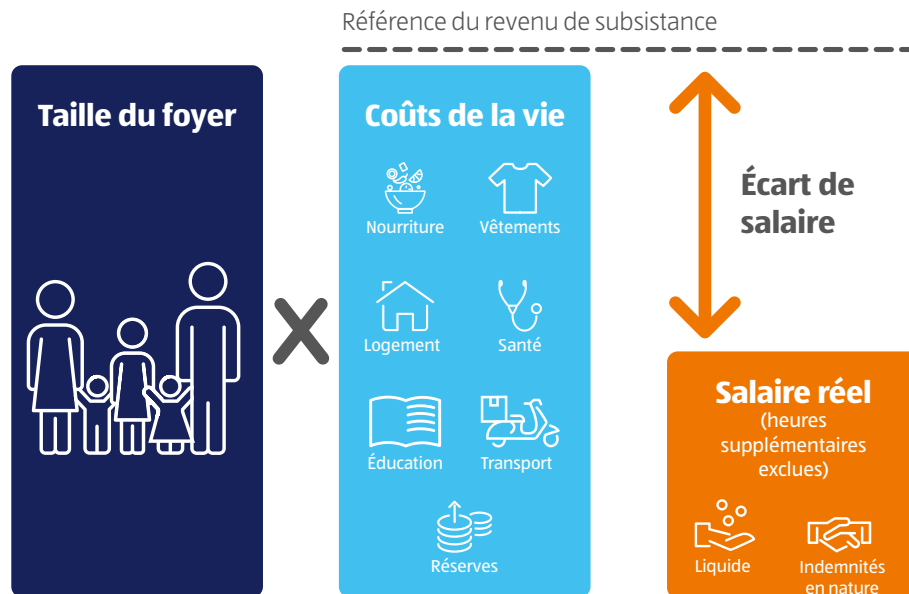 Référence du revenu de subsistance
Taille du foyer
Coûts de la vie
Nourriture
Vêtements
Logement
Santé
Éducation
Transport
Réserves
Écart de
salaire
Salaire réel
(heures
supplémentaires
exclues)
Liquide
Indemnités
en nature